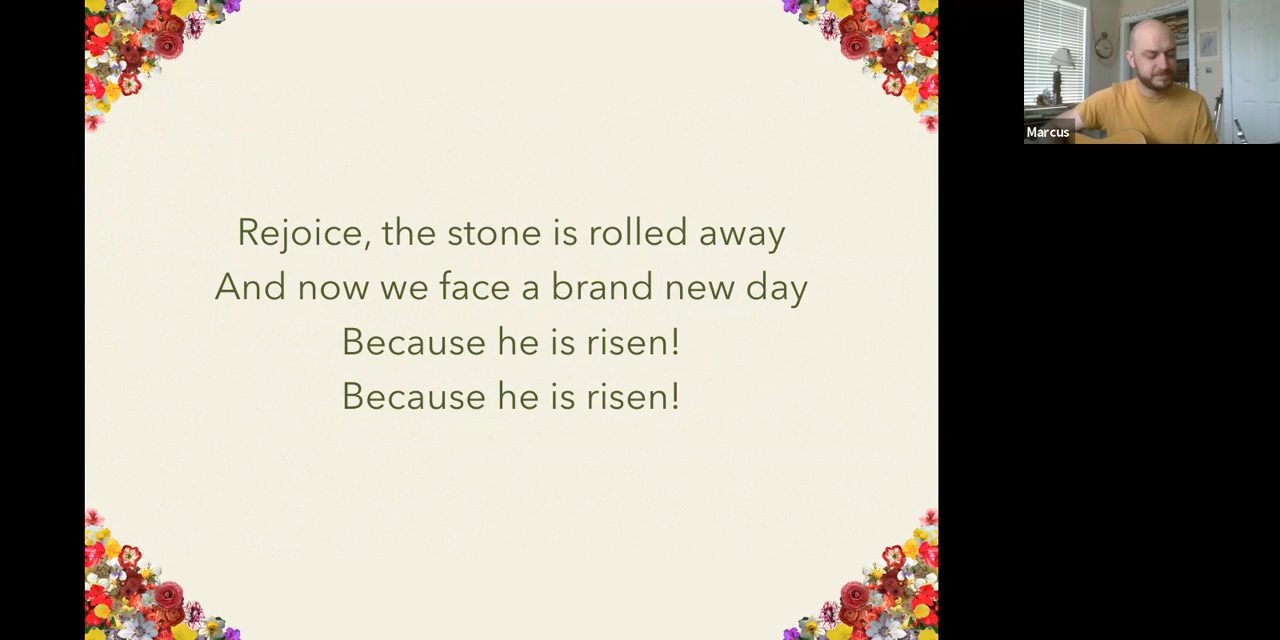 Rejoice, the stone is rolled away
And now we face a brand new day
Because he is risen!
Because he is risen!
Marcus